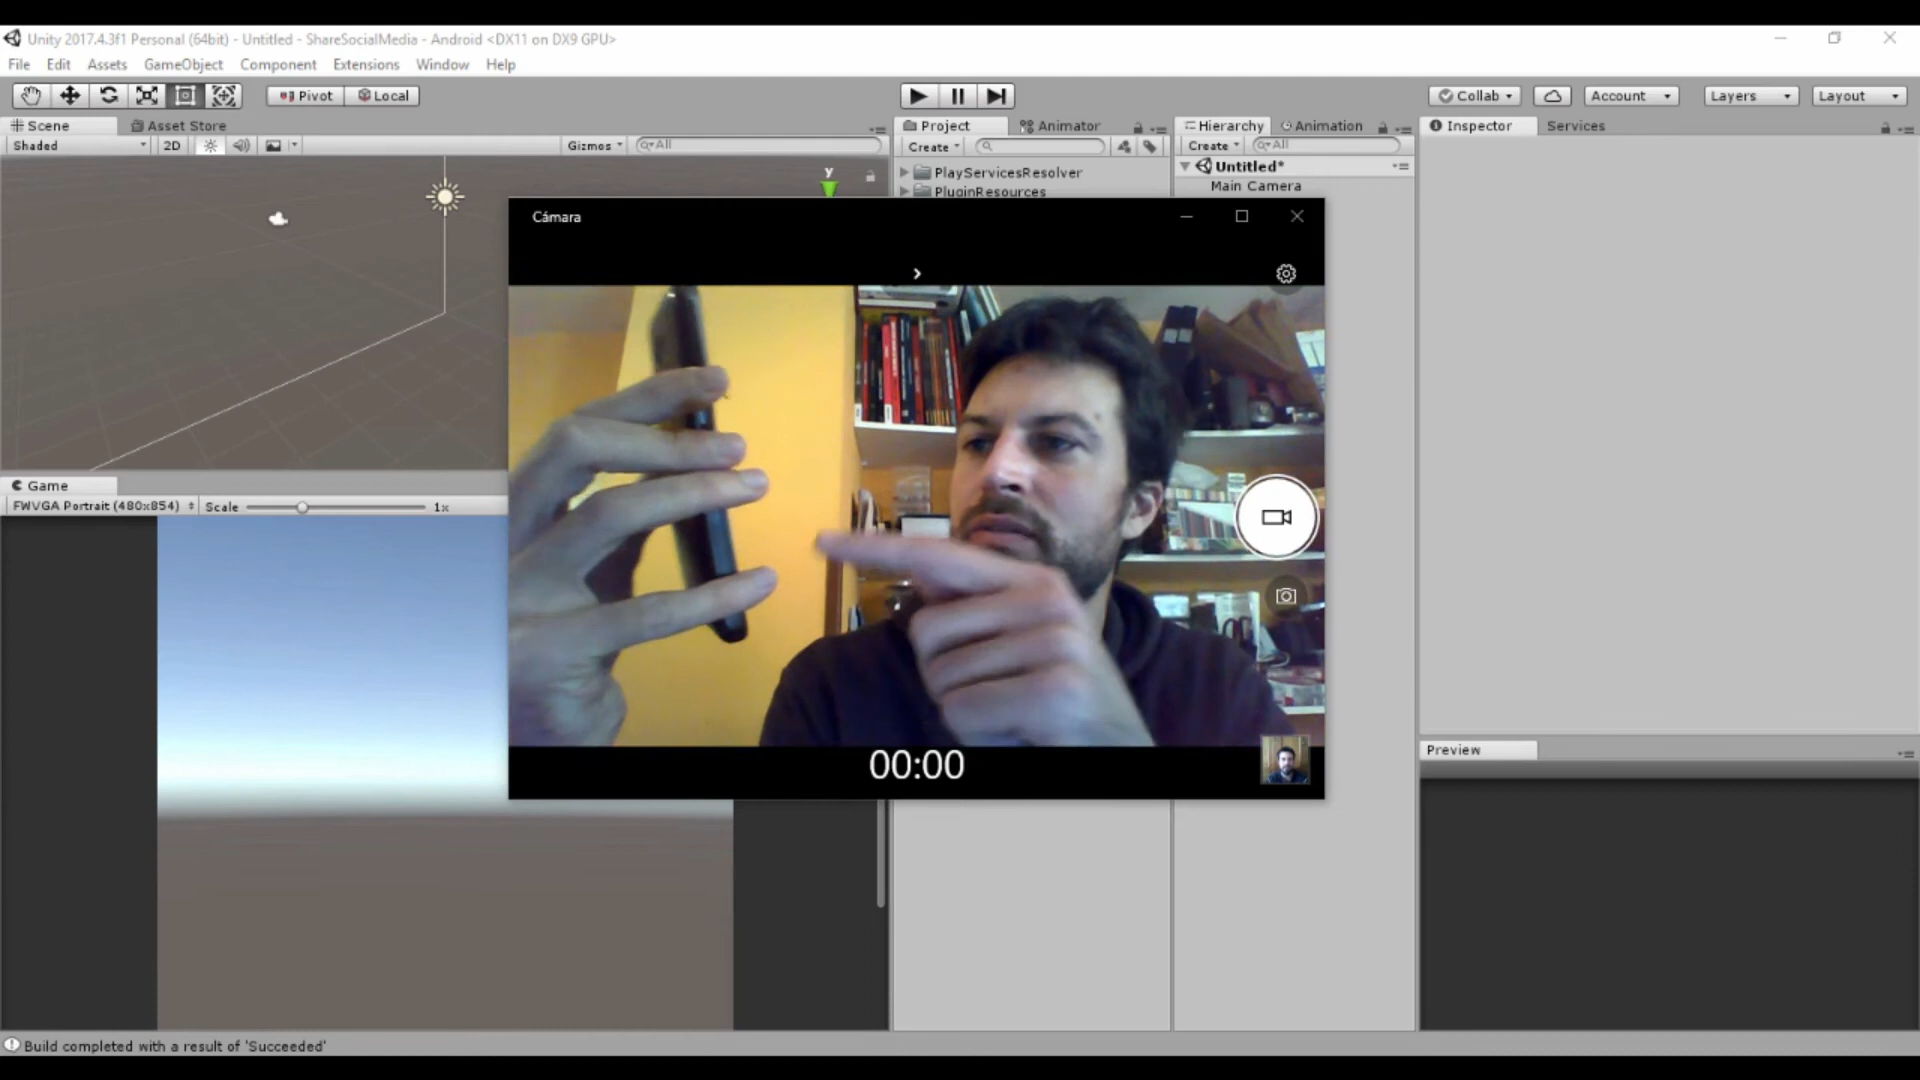 Unity 2017.4.3f1 Personal (64bit) - Untitled - ShareSocialMedia - Android <DX11 on DX9 GPU>
File Edit Assets GameObject Component Extensions Window Help
Pivot Local Collab Account Layers Layout
Scene Asset Store Project Animator Hierarchy Animation Inspector Services
Shaded 2D Gizmos All Create Create All
y
PlayServicesResolver
PluginResources
Untitled*
Main Camera
Cámara
Game
FWVGA Portrait (480x854) Scale 1x
00:00
Preview
Build completed with a result of 'Succeeded'